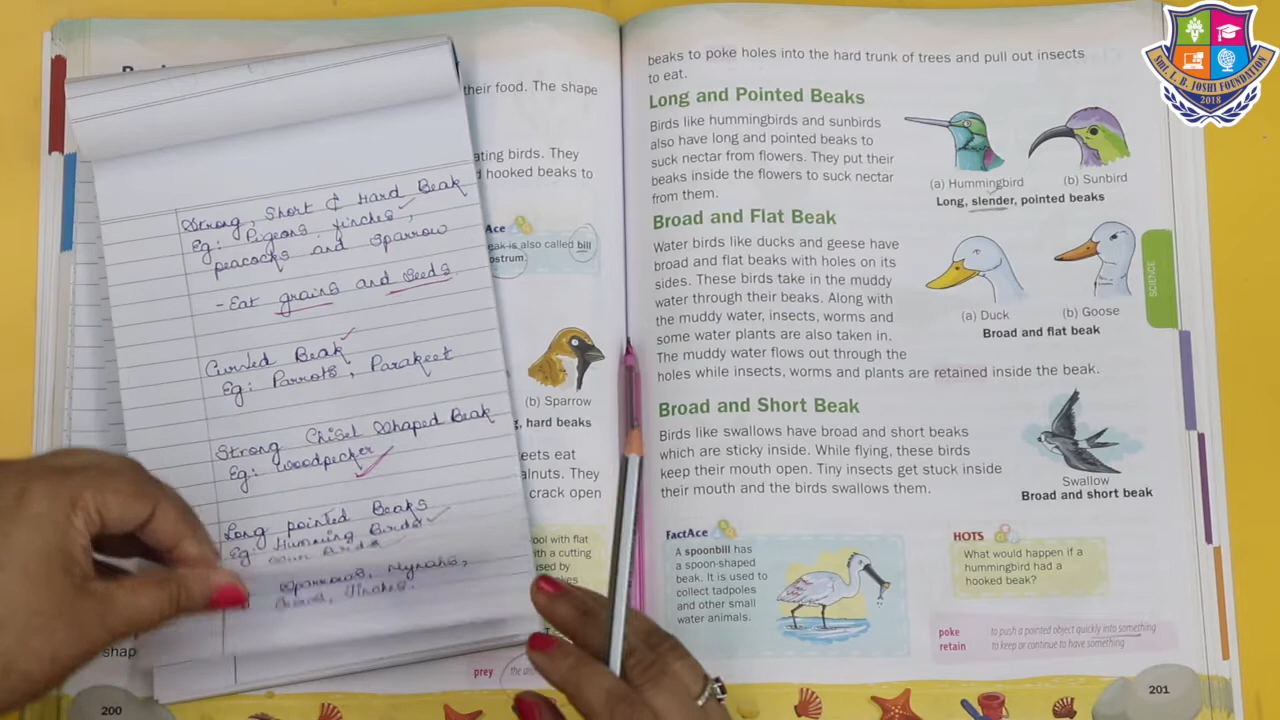 their food. The shape
ating birds. They
d hooked beaks to
Ace
eak is also called bill
ostrum.
(b) Sparrow
g, hard beaks
eets eat
alnuts. They
crack open
ool with flat
ith a cutting
used by
shap
prey
200
Strong, Short & Hard Beak
Eg: Pigeons, finches,
peacocks and Sparrow
- Eat grains and seeds
Curved Beak
Eg: Parrots, Parakeet
Strong Chisel Shaped Beak
Eg: Woodpecker
Long pointed Beaks
Eg: Humming Birds
beaks to poke holes into the hard trunk of trees and pull out insects
to eat.
Long and Pointed Beaks
Birds like hummingbirds and sunbirds
also have long and pointed beaks to
suck nectar from flowers. They put their
beaks inside the flowers to suck nectar
from them.
(a) Hummingbird
(b) Sunbird
Long, slender, pointed beaks
Broad and Flat Beak
Water birds like ducks and geese have
broad and flat beaks with holes on its
sides. These birds take in the muddy
water through their beaks. Along with
the muddy water, insects, worms and
some water plants are also taken in.
The muddy water flows out through the
holes while insects, worms and plants are retained inside the beak.
(a) Duck
(b) Goose
Broad and flat beak
Broad and Short Beak
Birds like swallows have broad and short beaks
which are sticky inside. While flying, these birds
keep their mouth open. Tiny insects get stuck inside
their mouth and the birds swallows them.
Swallow
Broad and short beak
FactAce
A spoonbill has
a spoon-shaped
beak. It is used to
collect tadpoles
and other small
water animals.
HOTS
What would happen if a
hummingbird had a
hooked beak?
poke to push a pointed object quickly into something
retain to keep or continue to have something
201
SCIENCE
SMT. L. B. JOSHI FOUNDATION
2018